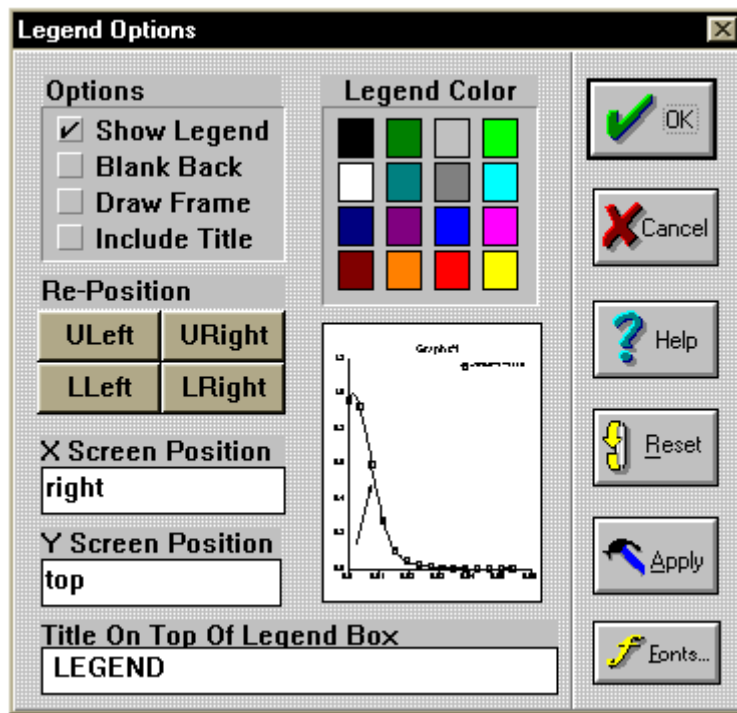 Legend Options
Options
Show Legend
Blank Back
Draw Frame
Include Title
Legend Color
Re-Position
ULeft URight
LLeft LRight
X Screen Position
right
Y Screen Position
top
Title On Top Of Legend Box
LEGEND
Graph#1
OK
Cancel
Help
Reset
Apply
Fonts...